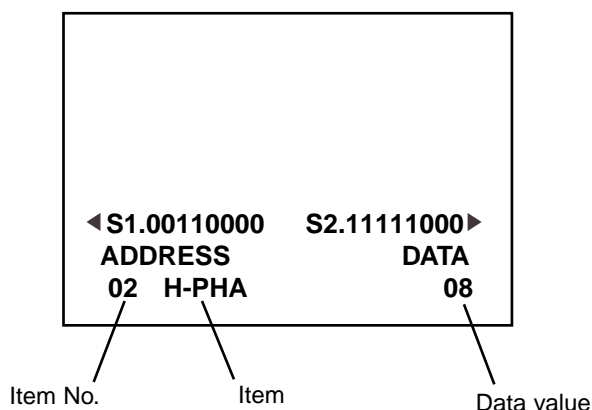 ◀S1.00110000 S2.11111000▶
ADDRESS DATA
02 H-PHA 08
Item No. Item Data value